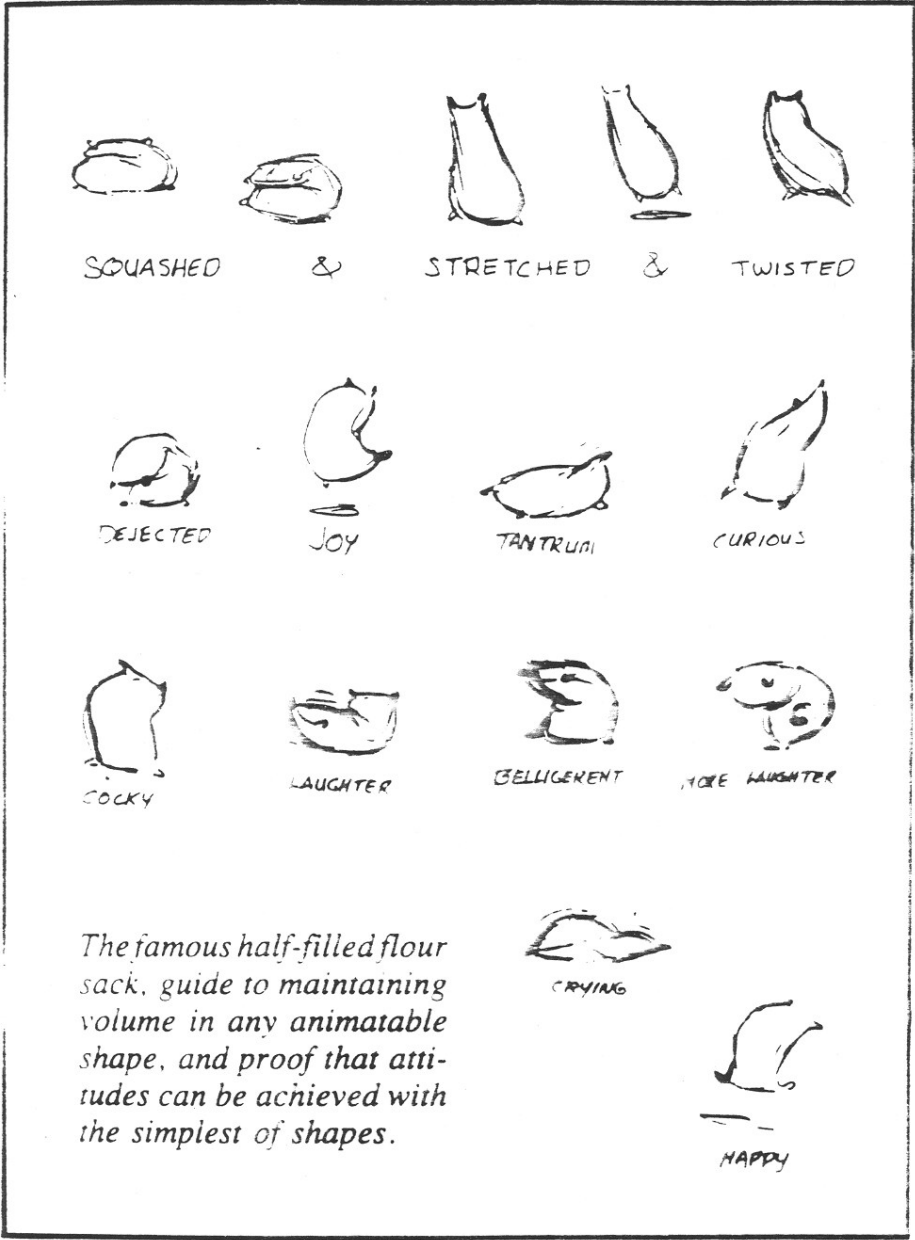 SQUASHED & STRETCHED & TWISTED
DEJECTED JOY TANTRUM CURIOUS
COCKY LAUGHTER BELLIGERENT MORE LAUGHTER
The famous half-filled flour
sack, guide to maintaining
volume in any animatable
shape, and proof that atti-
tudes can be achieved with
the simplest of shapes.
CRYING
HAPPY